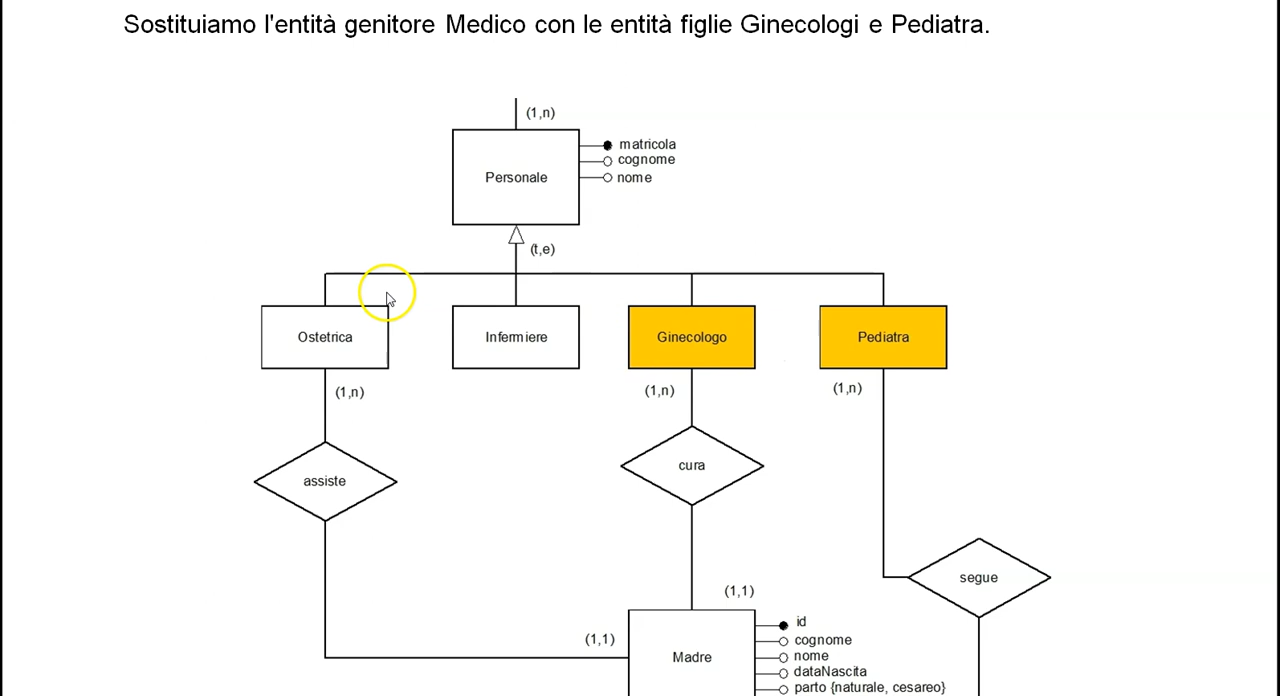 Sostituiamo l'entità genitore Medico con le entità figlie Ginecologi e Pediatra.
(1,n)
matricola
cognome
Personale
nome
(t,e)
Ostetrica
Infermiere
Ginecologo
Pediatra
(1,n)
(1,n)
(1,n)
cura
assiste
segue
(1,1)
id
(1,1)
cognome
Madre
nome
dataNascita
parto {naturale, cesareo}